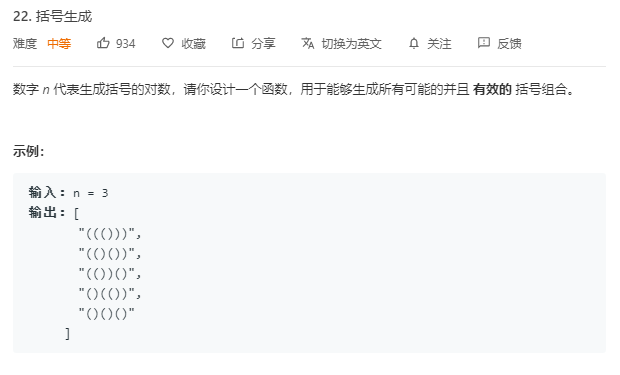 22. 括号生成
难度 中等 934 收藏 分享 切换为英文 关注 反馈
数字 n 代表生成括号的对数，请你设计一个函数，用于能够生成所有可能的并且 有效的 括号组合。
示例：
输入：n = 3
输出：[
"((()))",
"(()())",
"(())()",
"()(())",
"()()()"
]